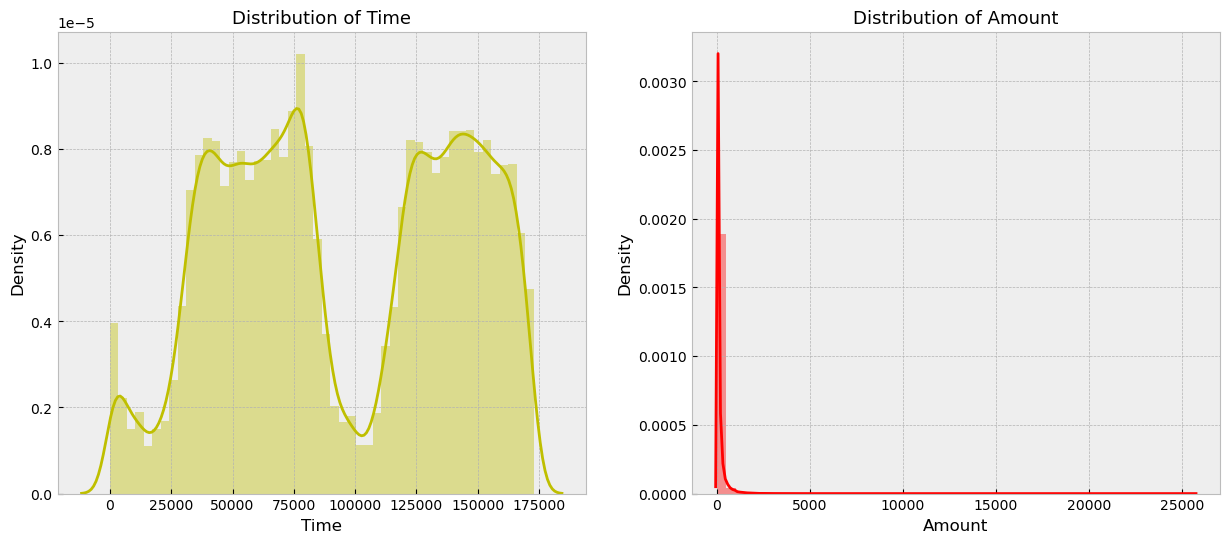 Distribution of Time
1e−5
1.0
0.8
0.6
0.4
0.2
0.0
Density
0 25000 50000 75000 100000 125000 150000 175000
Time
Distribution of Amount
0.0030
0.0025
0.0020
0.0015
0.0010
0.0005
0.0000
Density
0 5000 10000 15000 20000 25000
Amount